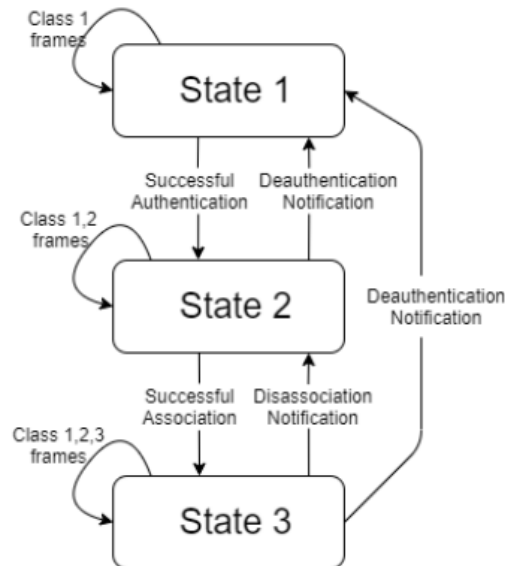 Class 1
frames
State 1
Successful
Authentication
Deauthentication
Notification
Class 1,2
frames
State 2
Deauthentication
Notification
Successful
Association
Disassociation
Notification
Class 1,2,3
frames
State 3